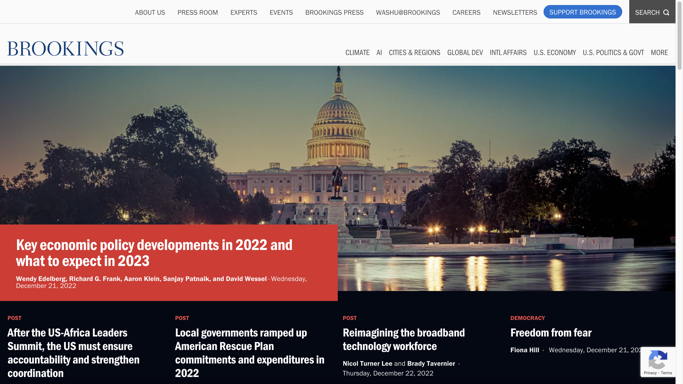 ABOUT US PRESS ROOM EXPERTS EVENTS BROOKINGS PRESS WASHU@BROOKINGS CAREERS NEWSLETTERS SUPPORT BROOKINGS SEARCH
BROOKINGS
CLIMATE AI CITIES & REGIONS GLOBAL DEV INTL AFFAIRS U.S. ECONOMY U.S. POLITICS & GOVT MORE
Key economic policy developments in 2022 and
what to expect in 2023
Wendy Edelberg, Richard G. Frank, Aaron Klein, Sanjay Patnaik, and David Wessel · Wednesday,
December 21, 2022
POST
After the US-Africa Leaders
Summit, the US must ensure
accountability and strengthen
coordination
POST
Local governments ramped up
American Rescue Plan
commitments and expenditures in
2022
POST
Reimagining the broadband
technology workforce
Nicol Turner Lee and Brady Tavernier ·
Thursday, December 22, 2022
DEMOCRACY
Freedom from fear
Fiona Hill · Wednesday, December 21, 202
Privacy - Terms